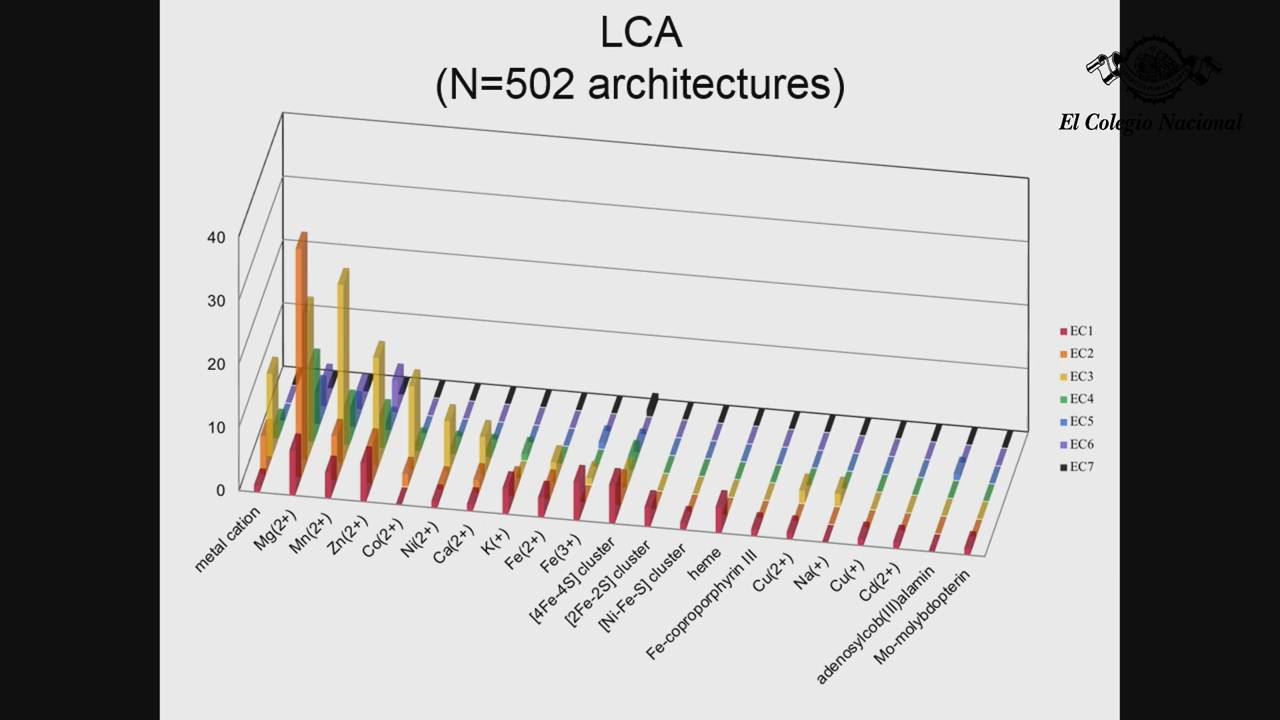 LCA
(N=502 architectures)
El Colegio Nacional
40
30
20
10
0
metal cation
Mg(2+)
Mn(2+)
Zn(2+)
Co(2+)
Ni(2+)
Ca(2+)
K(+)
Fe(2+)
Fe(3+)
[4Fe-4S] cluster
[2Fe-2S] cluster
[Ni-Fe-S] cluster
heme
Fe-coproporphyrin III
Cu(2+)
Na(+)
Cu(+)
Cd(2+)
adenosylcob(III)alamin
Mo-molybdopterin
EC1
EC2
EC3
EC4
EC5
EC6
EC7